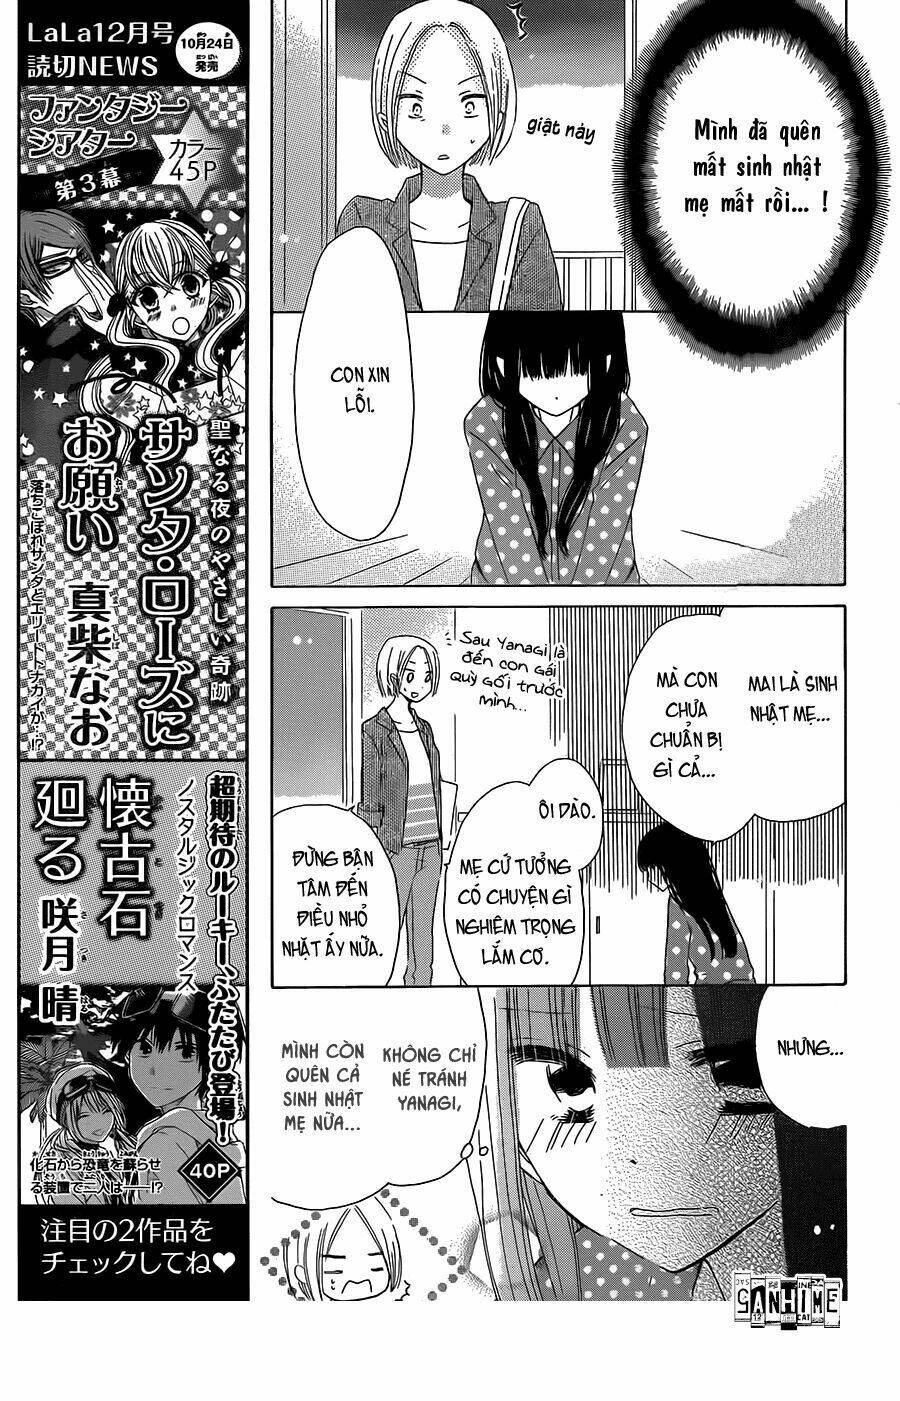 LaLa12月号
読切NEWS
10月24日
発売
ファンタジー
シアター
第3幕
カラー
45P
聖なる夜のやさしい奇跡
サンタ・ローズに
お願い
真柴なお
落ちこぼれサンタとエリートトナカイが…!?
超期待のルーキー、ふたたび登場!
ノスタルジックロマンス
懐古石
廻る
咲月晴
化石から恐竜を蘇らせ
る装置で二人は――!?
40P
注目の2作品を
チェックしてね♥
giật nảy
Mình đã quên
mất sinh nhật
mẹ mất rồi... !
CON XIN
LỖI.
MAI LÀ SINH
NHẬT MẸ...
MÀ CON
CHƯA
CHUẨN BỊ
GÌ CẢ...
Sau Yanagi là
đến con gái
quỳ gối trước
mình...
ÔI DÀO.
MẸ CỨ TƯỞNG
CÓ CHUYỆN GÌ
NGHIÊM TRỌNG
LẮM CƠ.
ĐỪNG BẬN
TÂM ĐẾN
ĐIỀU NHỎ
NHẶT ẤY NỮA.
NHƯNG...
KHÔNG CHỈ
NÉ TRÁNH
YANAGI,
MÌNH CÒN
QUÊN CẢ
SINH NHẬT
MẸ NỮA...
SANHIME